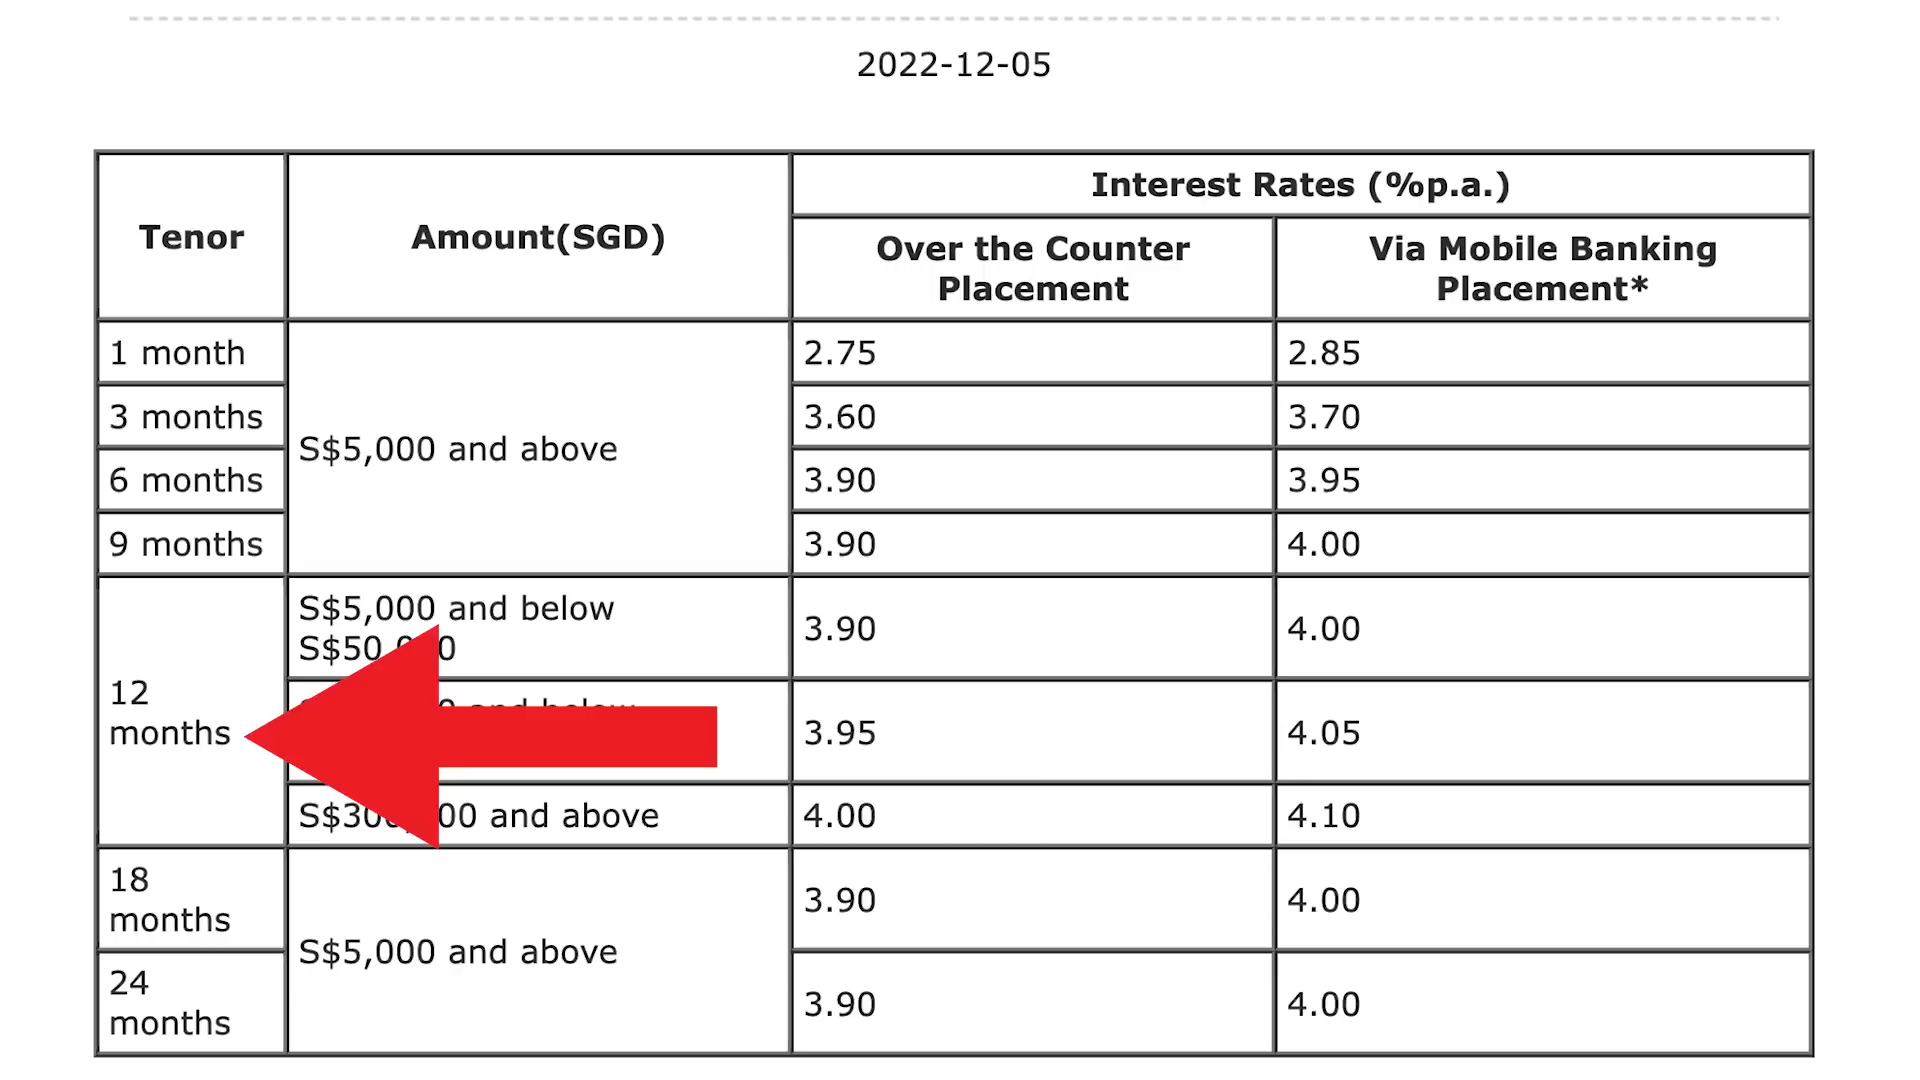 2022-12-05
Tenor
Amount(SGD)
Interest Rates (%p.a.)
Over the Counter
Placement
Via Mobile Banking
Placement*
1 month
S$5,000 and above
2.75
2.85
3 months
3.60
3.70
6 months
3.90
3.95
9 months
3.90
4.00
12
months
S$5,000 and below
3.90
4.00
and below
3.95
4.05
and above
4.00
4.10
18
months
S$5,000 and above
3.90
4.00
24
months
3.90
4.00